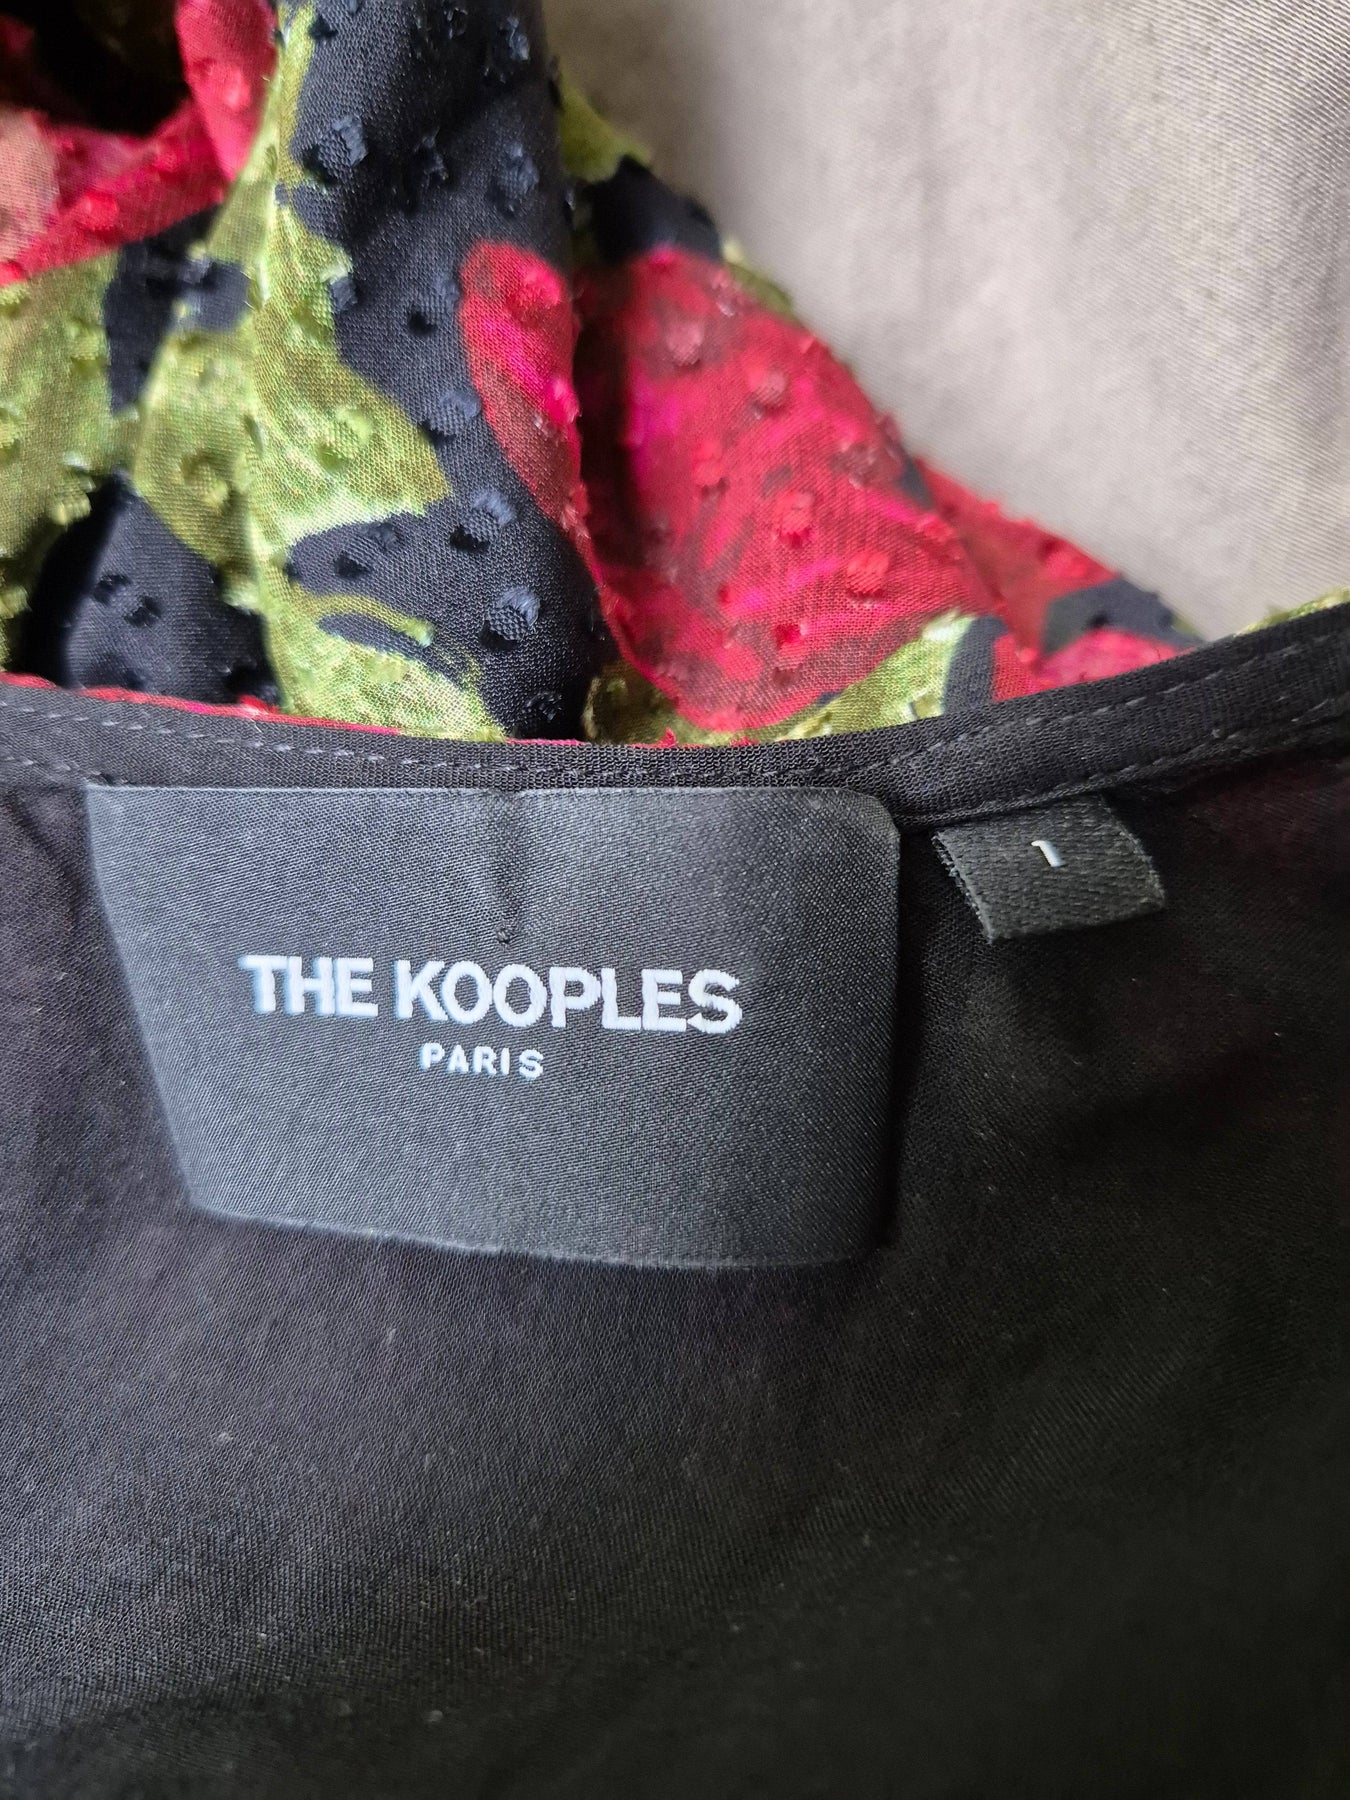 THE KOOPLES
PARIS
1